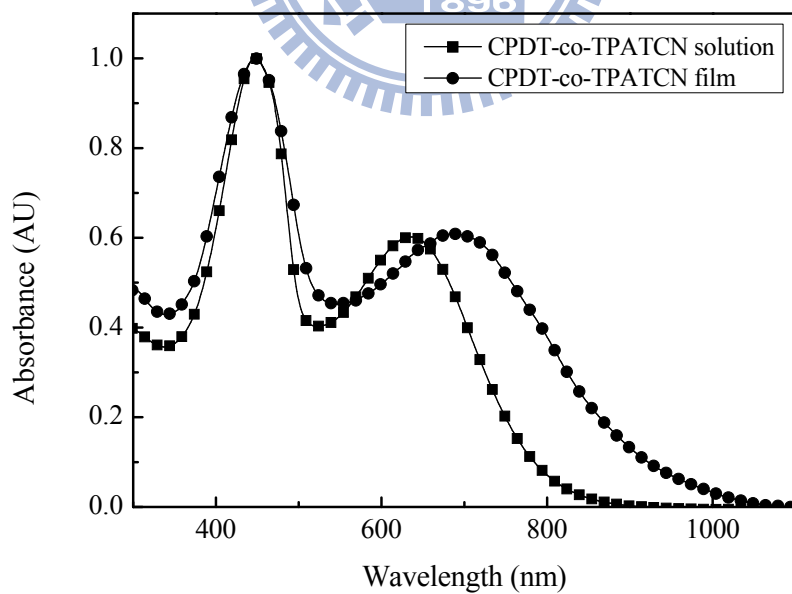 1896
CPDT-co-TPATCN solution
CPDT-co-TPATCN film
1.0
0.8
0.6
0.4
0.2
0.0
Absorbance (AU)
400 600 800 1000
Wavelength (nm)